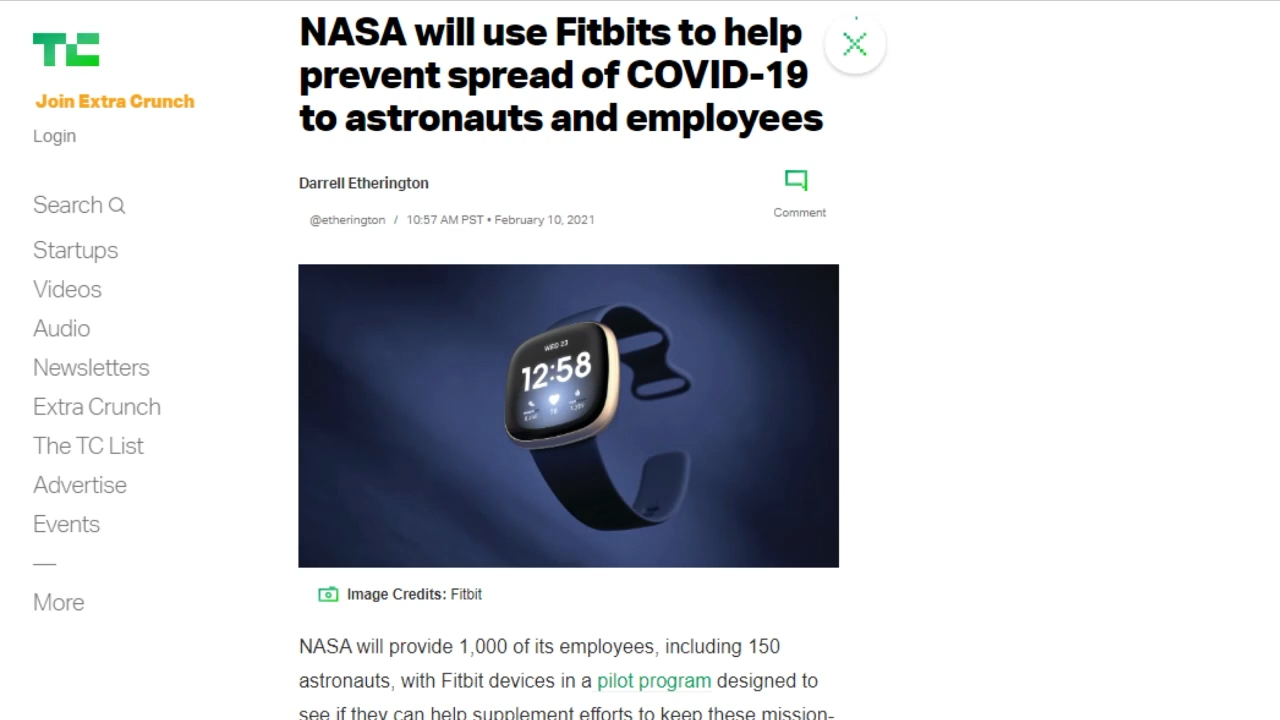 TC
Join Extra Crunch
Login
Search
Startups
Videos
Audio
Newsletters
Extra Crunch
The TC List
Advertise
Events
—
More
NASA will use Fitbits to help
prevent spread of COVID-19
to astronauts and employees
Darrell Etherington
@etherington / 10:57 AM PST • February 10, 2021
Comment
WED 23
12:58
Image Credits: Fitbit
NASA will provide 1,000 of its employees, including 150
astronauts, with Fitbit devices in a pilot program designed to
see if they can help supplement efforts to keep these mission-